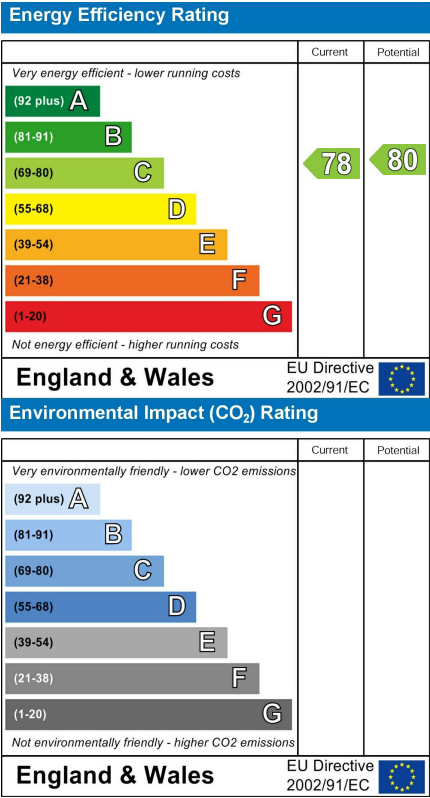 Energy Efficiency Rating
Current Potential
Very energy efficient - lower running costs
(92 plus) A
(81-91) B
(69-80) C
78 80
(55-68) D
(39-54) E
(21-38) F
(1-20) G
Not energy efficient - higher running costs
England & Wales
EU Directive
2002/91/EC
Environmental Impact (CO₂) Rating
Current Potential
Very environmentally friendly - lower CO2 emissions
(92 plus) A
(81-91) B
(69-80) C
(55-68) D
(39-54) E
(21-38) F
(1-20) G
Not environmentally friendly - higher CO2 emissions
England & Wales
EU Directive
2002/91/EC